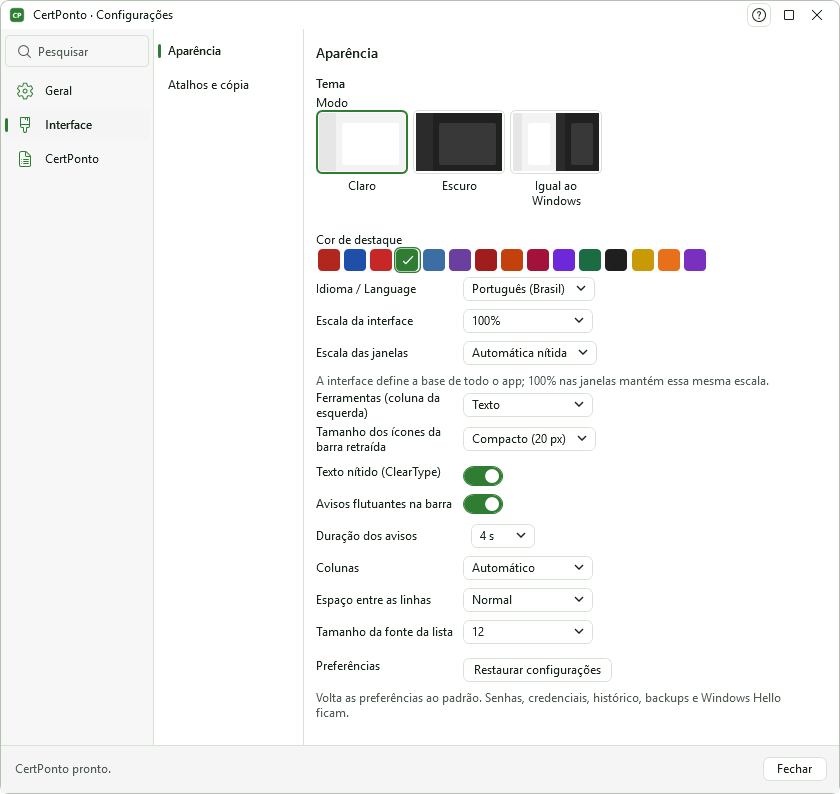 CP CertPonto · Configurações
Pesquisar
Geral
Interface
CertPonto
Aparência
Atalhos e cópia
Aparência
Tema
Modo
Claro
Escuro
Igual ao
Windows
Cor de destaque
Idioma / Language
Português (Brasil)
Escala da interface
100%
Escala das janelas
Automática nítida
A interface define a base de todo o app; 100% nas janelas mantém essa mesma escala.
Ferramentas (coluna da
esquerda)
Texto
Tamanho dos ícones da
barra retraída
Compacto (20 px)
Texto nítido (ClearType)
Avisos flutuantes na barra
Duração dos avisos
4 s
Colunas
Automático
Espaço entre as linhas
Normal
Tamanho da fonte da lista
12
Preferências
Restaurar configurações
Volta as preferências ao padrão. Senhas, credenciais, histórico, backups e Windows Hello
ficam.
CertPonto pronto.
Fechar